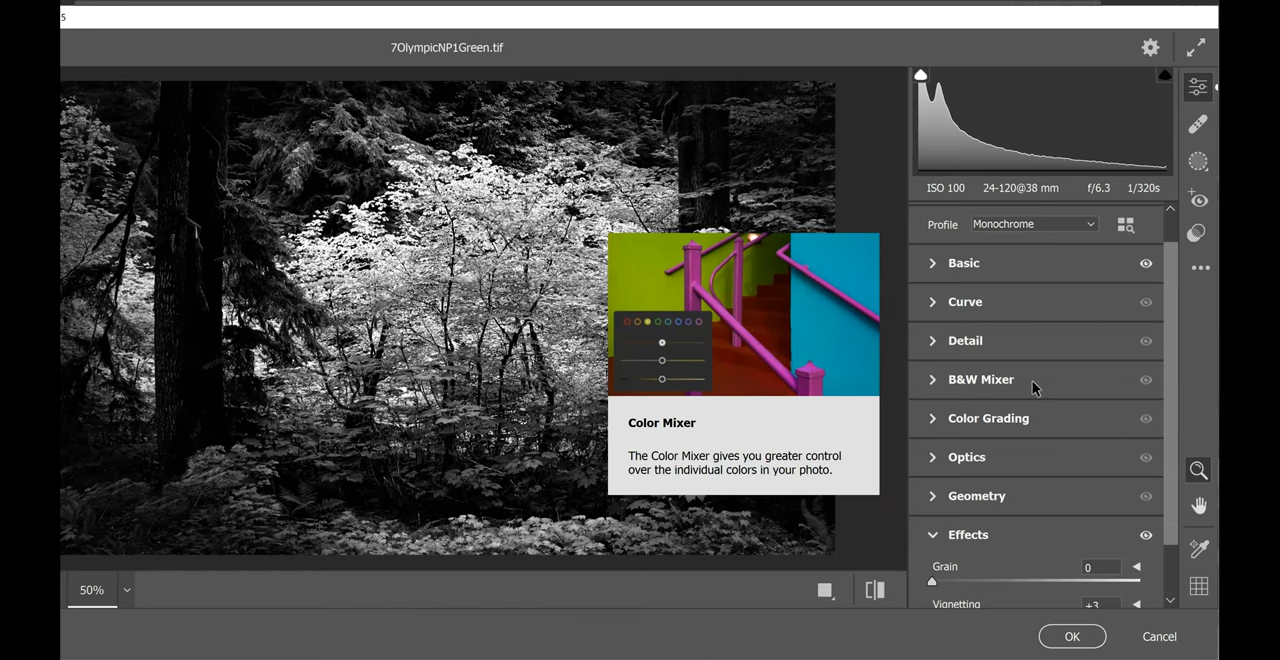 5
7OlympicNP1Green.tif
ISO 100 24-120@38 mm f/6.3 1/320s
Profile Monochrome
Basic
Curve
Detail
B&W Mixer
Color Grading
Optics
Geometry
Effects
Grain 0
Vignetting +3
Color Mixer
The Color Mixer gives you greater control
over the individual colors in your photo.
50%
OK Cancel